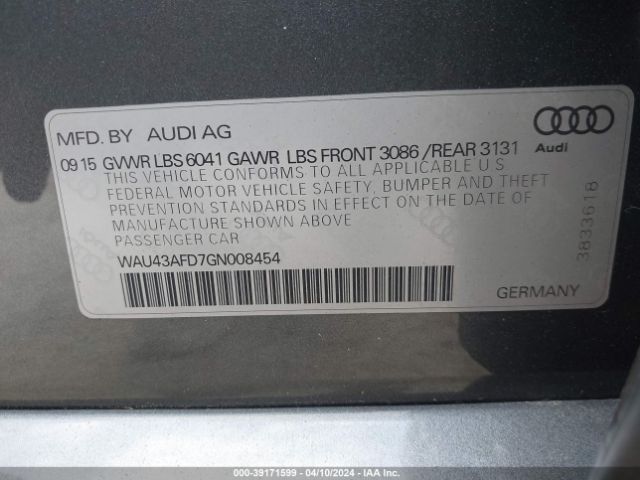 MFD. BY AUDI AG
Audi
09 15 GVWR LBS 6041 GAWR LBS FRONT 3086 /REAR 3131
THIS VEHICLE CONFORMS TO ALL APPLICABLE U S
FEDERAL MOTOR VEHICLE SAFETY, BUMPER AND THEFT
PREVENTION STANDARDS IN EFFECT ON THE DATE OF
MANUFACTURE SHOWN ABOVE
PASSENGER CAR
3833618
WAU43AFD7GN008454
GERMANY
000-39171599 | 04/10/2024 | IAA Inc.